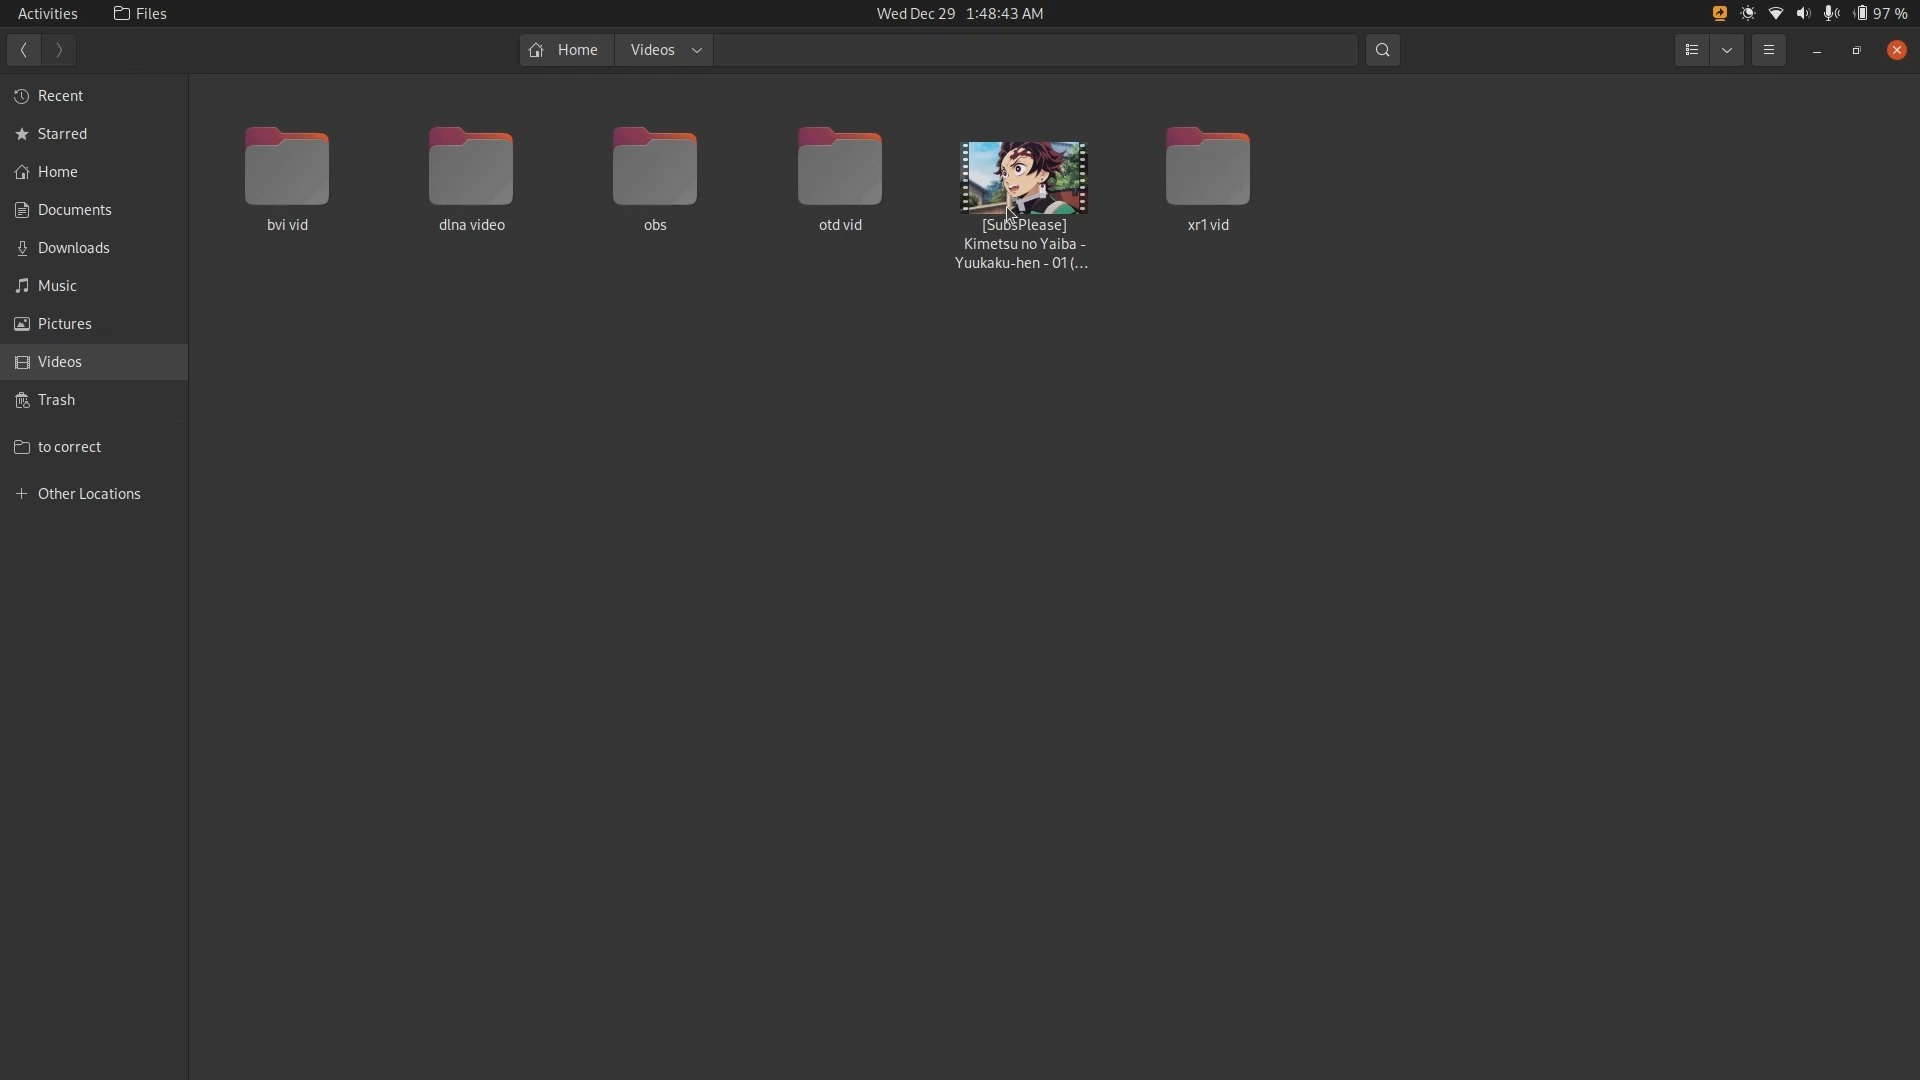 Activities Files Wed Dec 29 1:48:43 AM 97 %
Home Videos
Recent
Starred
Home
Documents
Downloads
Music
Pictures
Videos
Trash
to correct
Other Locations
bvi vid
dlna video
obs
otd vid
[SubsPlease]
Kimetsu no Yaiba -
Yuukaku-hen - 01 (...
xr1 vid